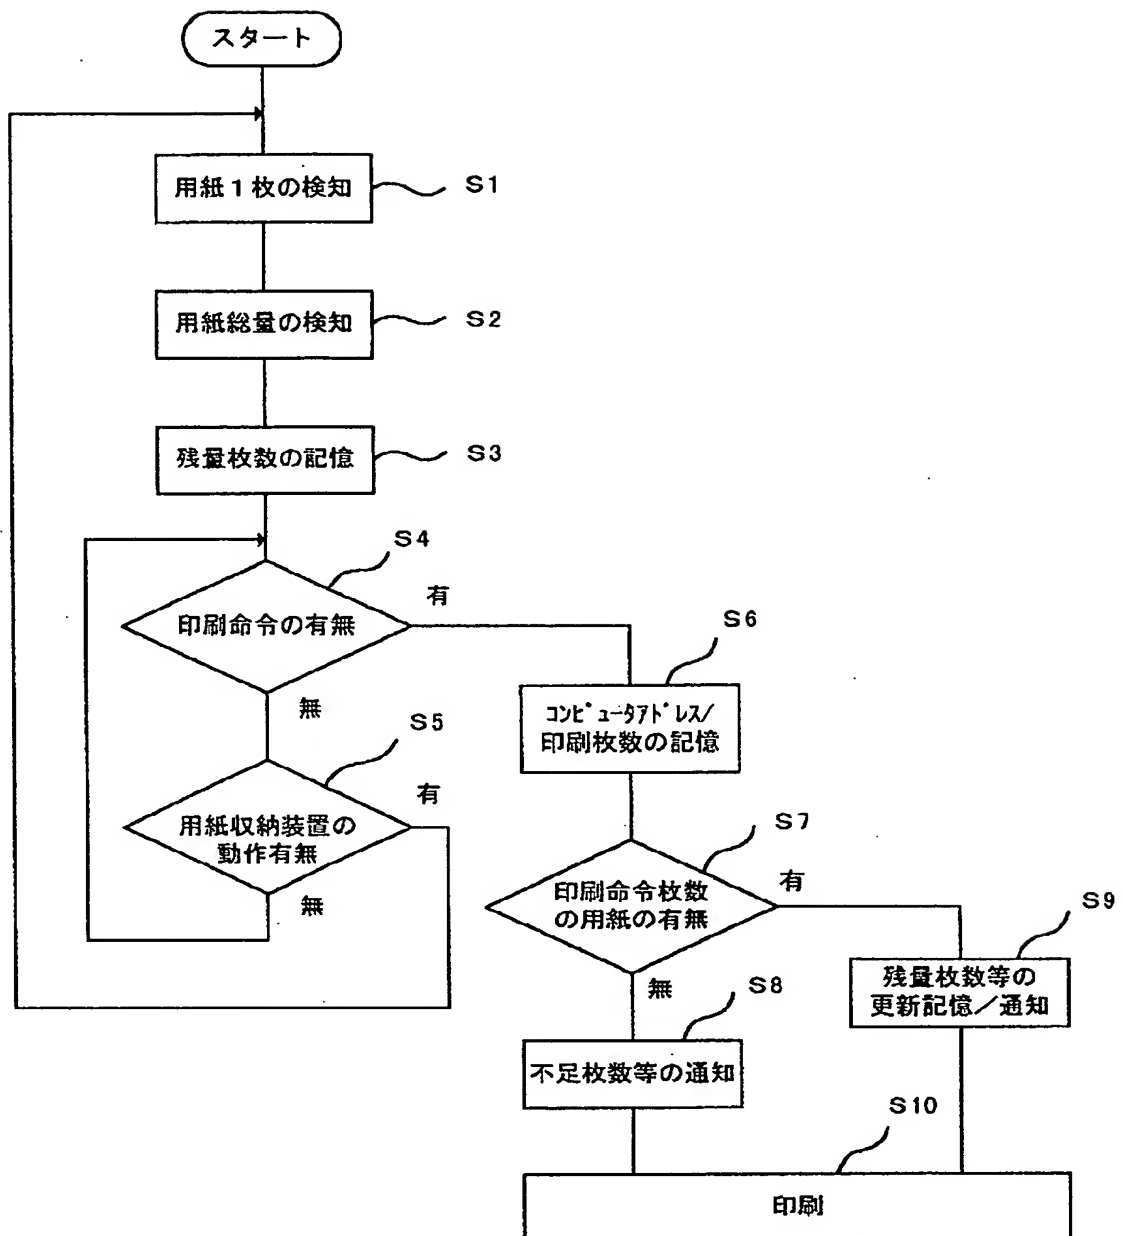 スタート
用紙１枚の検知
S1
用紙総量の検知
S2
残量枚数の記憶
S3
S4
印刷命令の有無
有
無
S5
用紙収納装置の
動作有無
有
無
S6
ｺﾝﾋﾟｭｰﾀｱﾄﾞﾚｽ/
印刷枚数の記憶
S7
印刷命令枚数
の用紙の有無
有
無
S8
不足枚数等の通知
S9
残量枚数等の
更新記憶／通知
S10
印刷